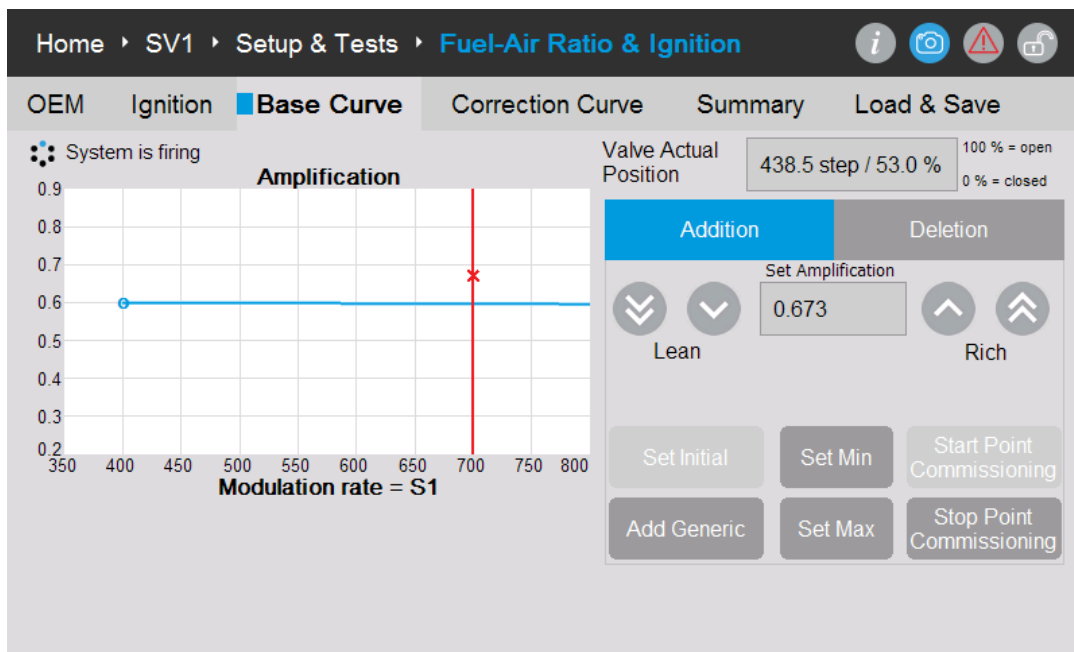 Home ‣ SV1 ‣ Setup & Tests ‣ Fuel-Air Ratio & Ignition
OEM Ignition Base Curve Correction Curve Summary Load & Save
System is firing
Amplification
0.9
0.8
0.7
0.6
0.5
0.4
0.3
0.2
350 400 450 500 550 600 650 700 750 800
Modulation rate = S1
Valve Actual
Position
438.5 step / 53.0 %
100 % = open
0 % = closed
Addition Deletion
Set Amplification
0.673
Lean Rich
Set Initial
Set Min
Start Point
Commissioning
Add Generic
Set Max
Stop Point
Commissioning